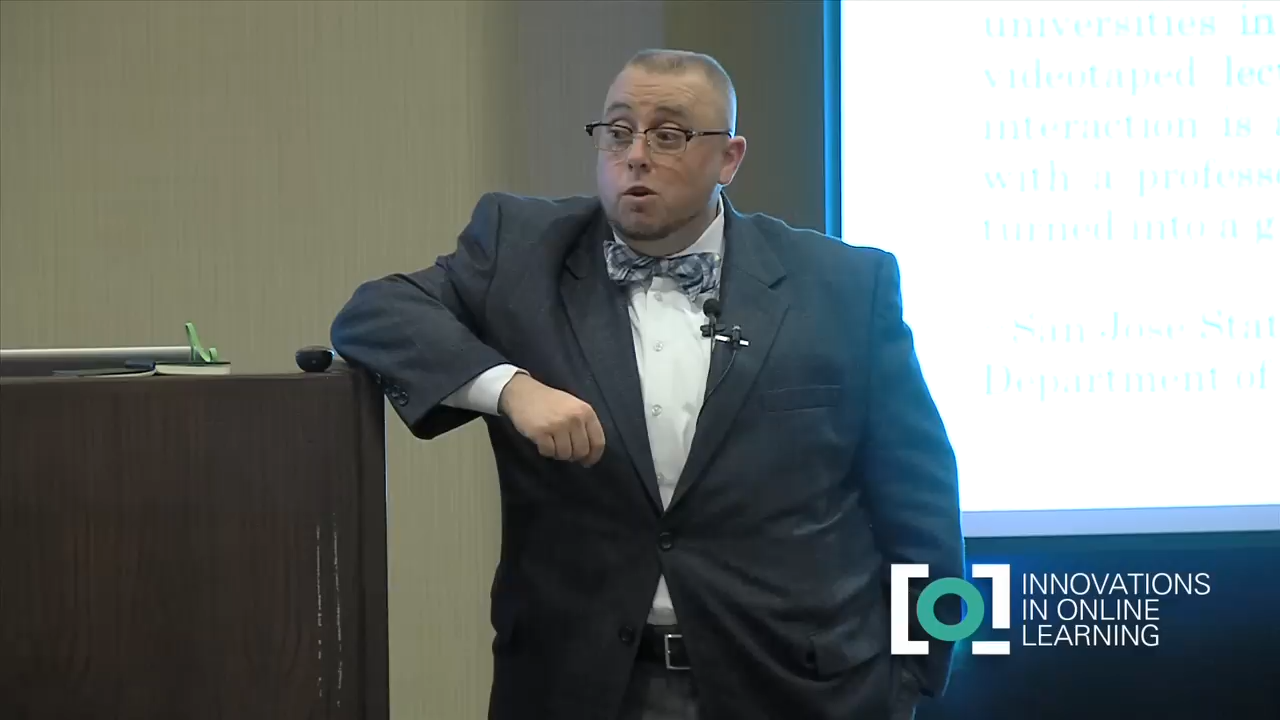 universities in
videotaped lec
interaction is
with a profess
turned into a g
San Jose Stat
Department of
INNOVATIONS
IN ONLINE
LEARNING